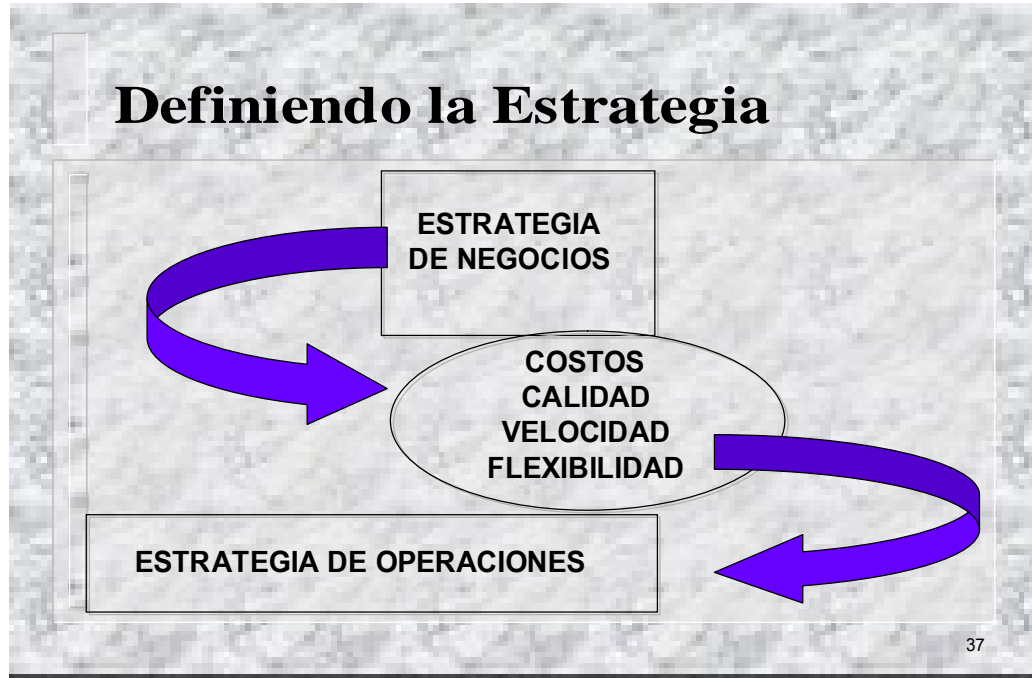 Definiendo la Estrategia
ESTRATEGIA
DE NEGOCIOS
COSTOS
CALIDAD
VELOCIDAD
FLEXIBILIDAD
ESTRATEGIA DE OPERACIONES
37